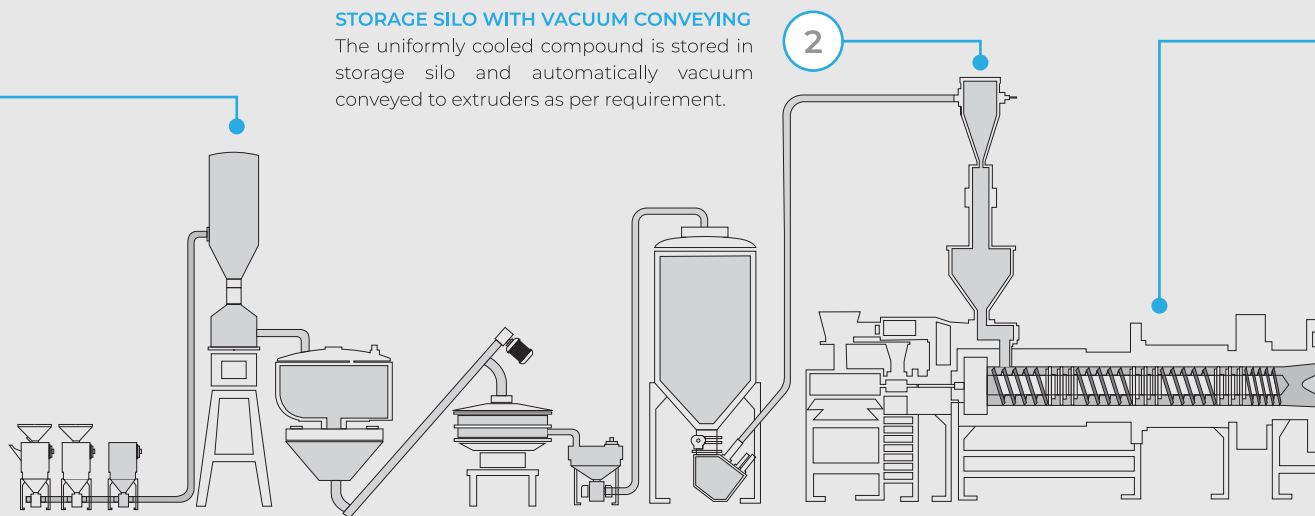 STORAGE SILO WITH VACUUM CONVEYING
The uniformly cooled compound is stored in
storage silo and automatically vacuum
conveyed to extruders as per requirement.
2